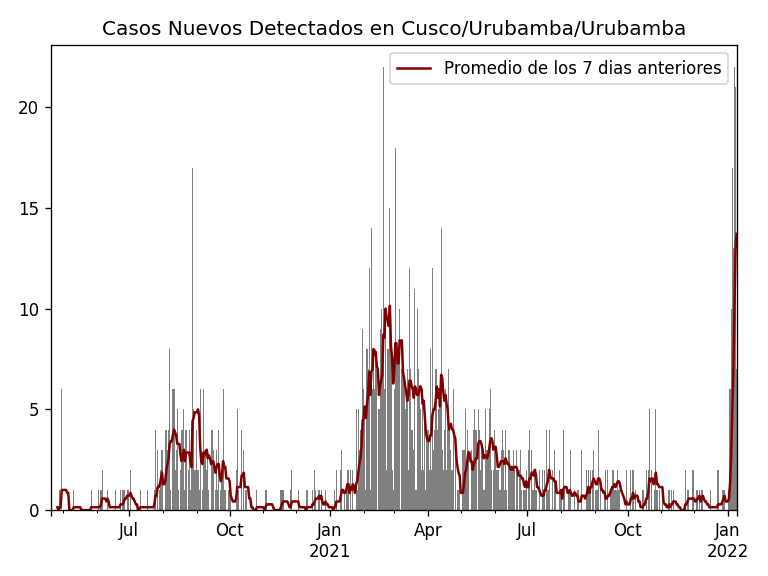 Casos Nuevos Detectados en Cusco/Urubamba/Urubamba
Promedio de los 7 dias anteriores
20
15
10
5
0
Jul Oct Jan Apr Jul Oct Jan
2021 2022